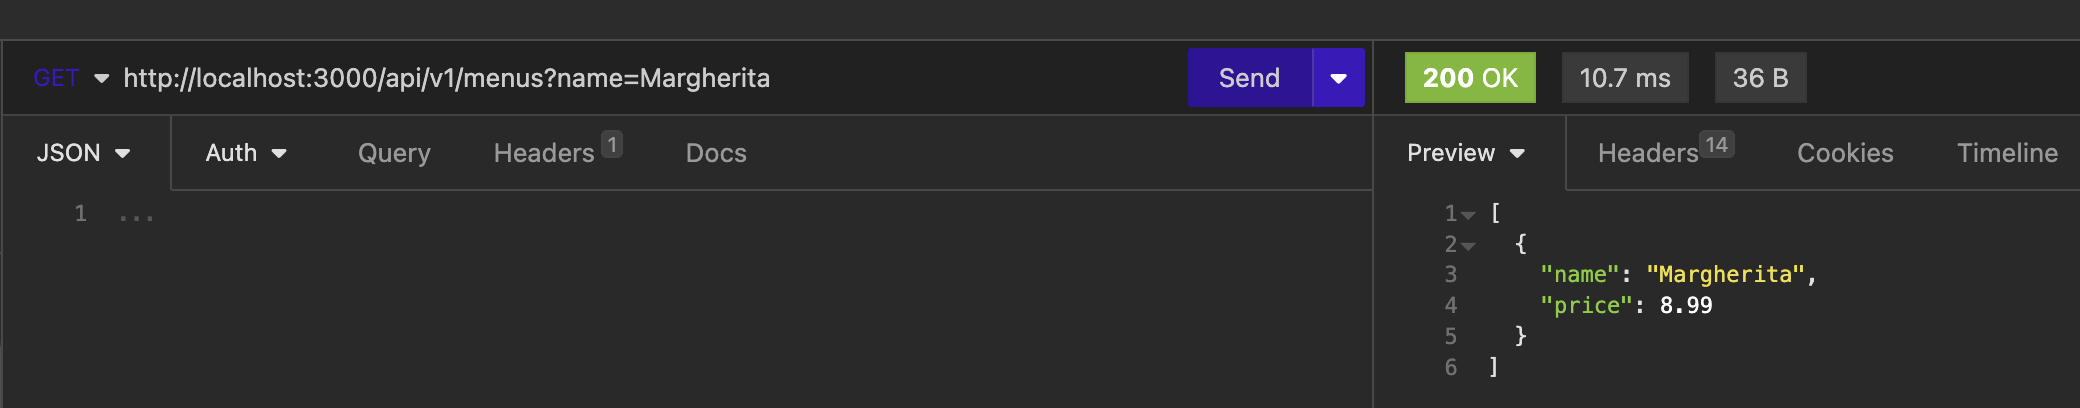 GET http://localhost:3000/api/v1/menus?name=Margherita Send 200 OK 10.7 ms 36 B
JSON Auth Query Headers 1 Docs Preview Headers 14 Cookies Timeline
1 ...
1 [
2 {
3 "name": "Margherita",
4 "price": 8.99
5 }
6 ]